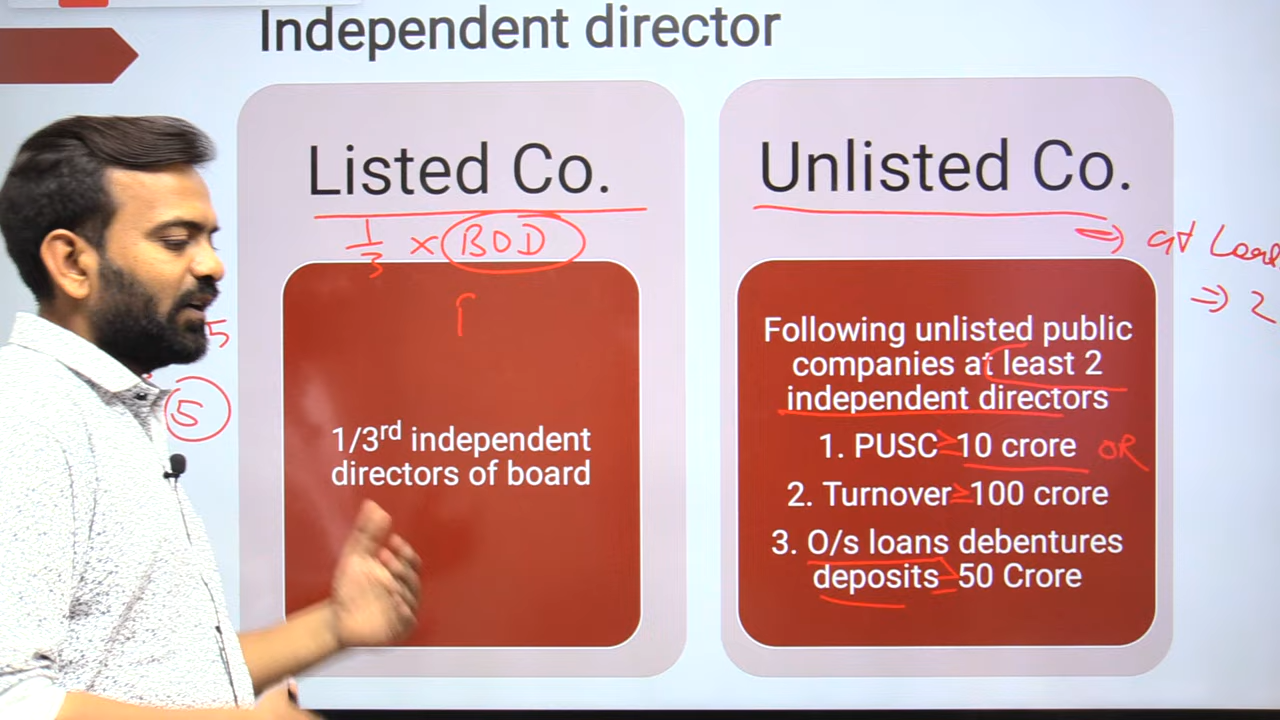 Independent director
Listed Co.
1/3 × BOD
1/3rd independent
directors of board
5
5
Unlisted Co.
⇒ at
⇒ 2
Following unlisted public
companies at least 2
independent directors
1. PUSC ≥ 10 crore OR
2. Turnover ≥ 100 crore
3. O/s loans debentures
deposits ≥ 50 Crore